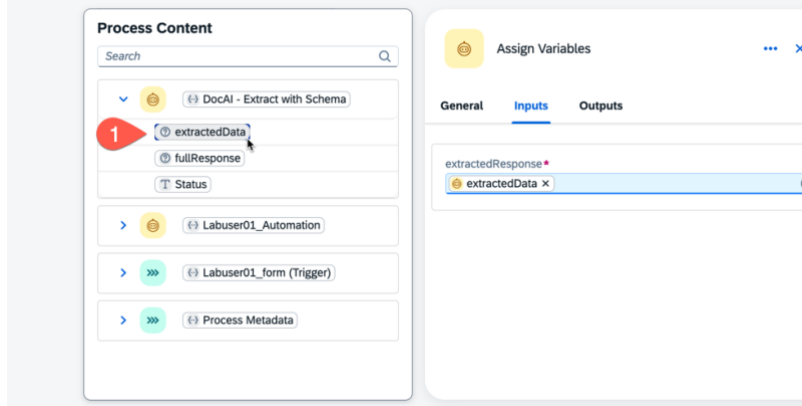 Process Content
Search
DocAI - Extract with Schema
1
extractedData
fullResponse
Status
Labuser01_Automation
Labuser01_form (Trigger)
Process Metadata
Assign Variables
General Inputs Outputs
extractedResponse*
extractedData ×